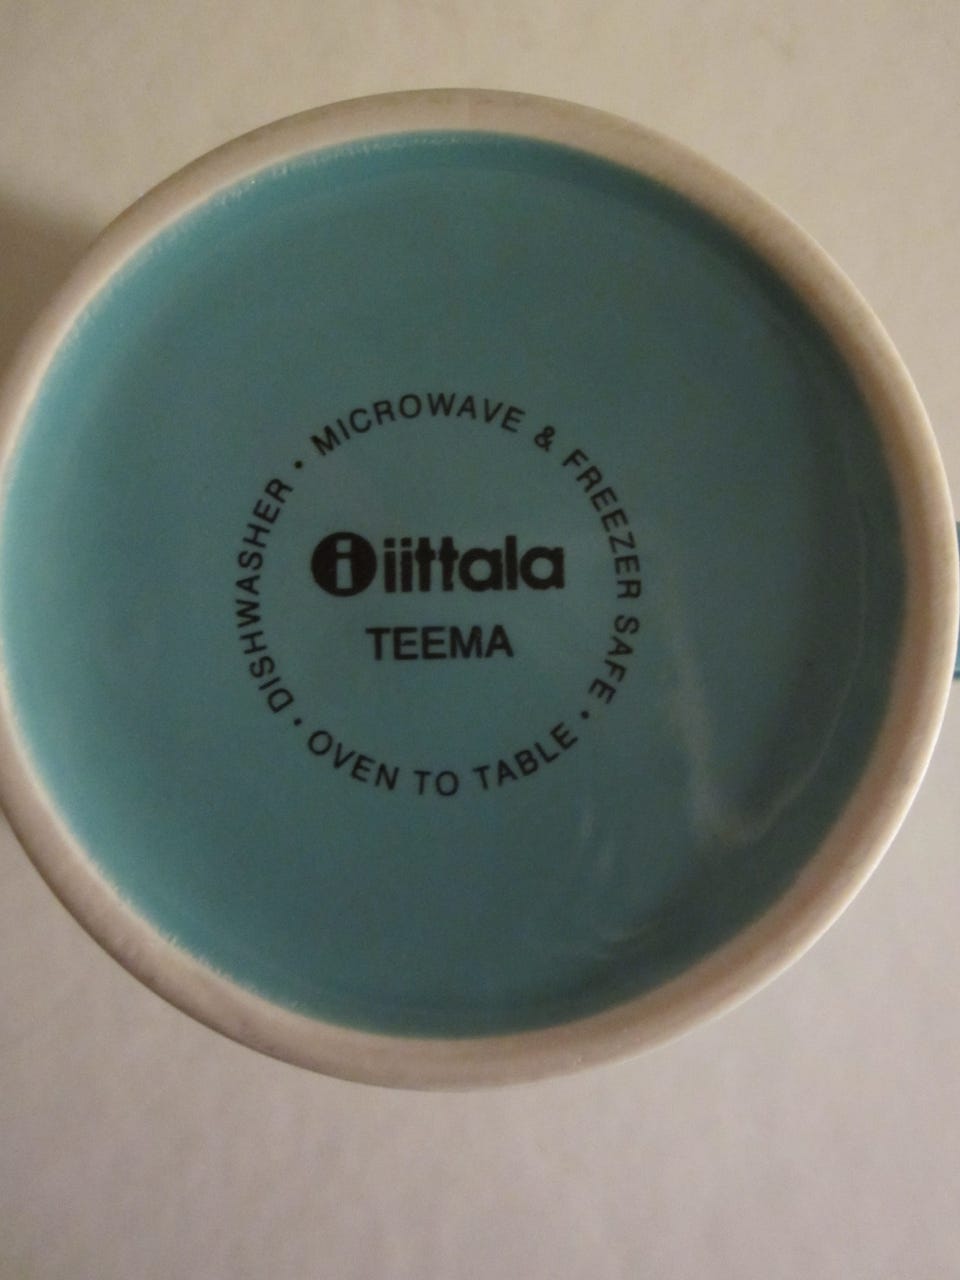 DISHWASHER • MICROWAVE & FREEZER SAFE • OVEN TO TABLE •
i iittala
TEEMA